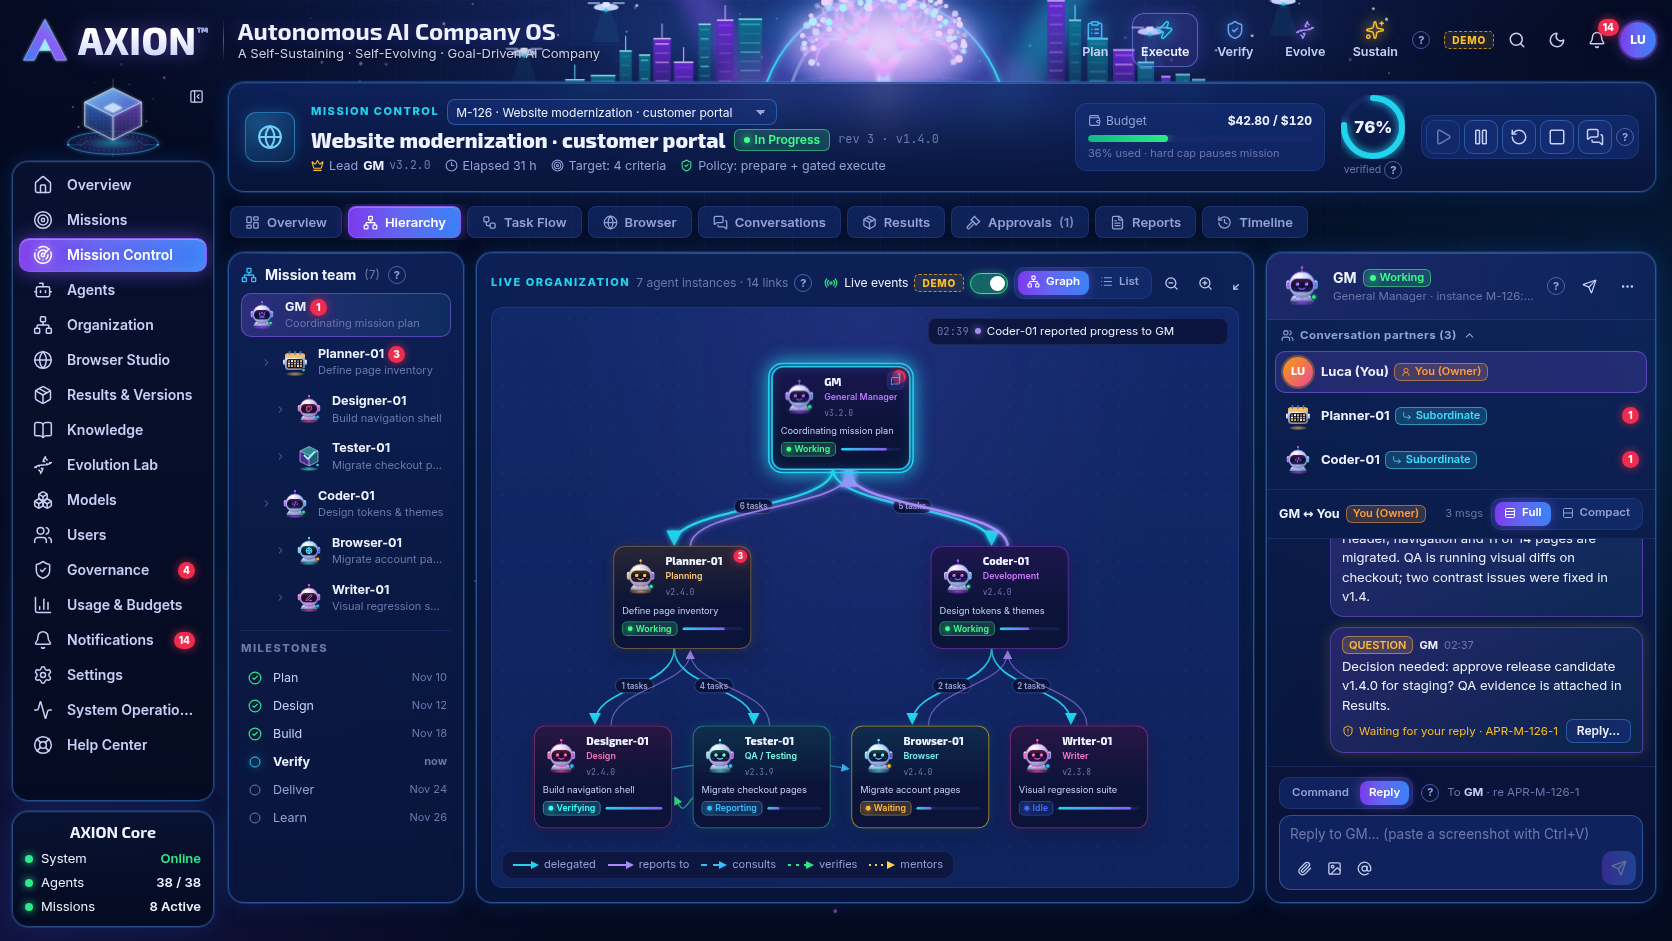 AXION™
Autonomous AI Company OS
A Self-Sustaining · Self-Evolving · Goal-Driven AI Company
Plan
Execute
Verify
Evolve
Sustain
?
DEMO
14
LU
Overview
Missions
Mission Control
Agents
Organization
Browser Studio
Results & Versions
Knowledge
Evolution Lab
Models
Users
Governance 4
Usage & Budgets
Notifications 14
Settings
System Operatio...
Help Center
AXION Core
System Online
Agents 38 / 38
Missions 8 Active
MISSION CONTROL M-126 · Website modernization · customer portal
Website modernization · customer portal In Progress rev 3 · v1.4.0
Lead GM v3.2.0 Elapsed 31 h Target: 4 criteria Policy: prepare + gated execute
Budget $42.80 / $120
36% used · hard cap pauses mission
76%
verified ?
?
Overview
Hierarchy
Task Flow
Browser
Conversations
Results
Approvals (1)
Reports
Timeline
Mission team (7) ?
GM 1
Coordinating mission plan
Planner-01 3
Define page inventory
Designer-01
Build navigation shell
Tester-01
Migrate checkout p...
Coder-01
Design tokens & themes
Browser-01
Migrate account pa...
Writer-01
Visual regression s...
MILESTONES
Plan Nov 10
Design Nov 12
Build Nov 18
Verify now
Deliver Nov 24
Learn Nov 26
LIVE ORGANIZATION 7 agent instances · 14 links ? Live events DEMO Graph List
02:39 Coder-01 reported progress to GM
GM
General Manager
v3.2.0
Coordinating mission plan
Working
6 tasks
5 tasks
Planner-01 3
Planning
v2.4.0
Define page inventory
Working
Coder-01
Development
v2.4.0
Design tokens & themes
Working
1 tasks
4 tasks
2 tasks
2 tasks
Designer-01
Design
v2.4.0
Build navigation shell
Verifying
Tester-01
QA / Testing
v2.3.9
Migrate checkout pages
Reporting
Browser-01
Browser
v2.4.0
Migrate account pages
Waiting
Writer-01
Writer
v2.3.8
Visual regression suite
Idle
delegated reports to consults verifies mentors
GM Working
General Manager · instance M-126:...
?
Conversation partners (3)
LU Luca (You) You (Owner)
Planner-01 Subordinate 1
Coder-01 Subordinate 1
GM ↔ You You (Owner) 3 msgs Full Compact
Header, navigation and 11 of 14 pages are
migrated. QA is running visual diffs on
checkout; two contrast issues were fixed in
v1.4.
QUESTION GM 02:37
Decision needed: approve release candidate
v1.4.0 for staging? QA evidence is attached in
Results.
Waiting for your reply · APR-M-126-1 Reply...
Command Reply ? To GM · re APR-M-126-1
Reply to GM... (paste a screenshot with Ctrl+V)